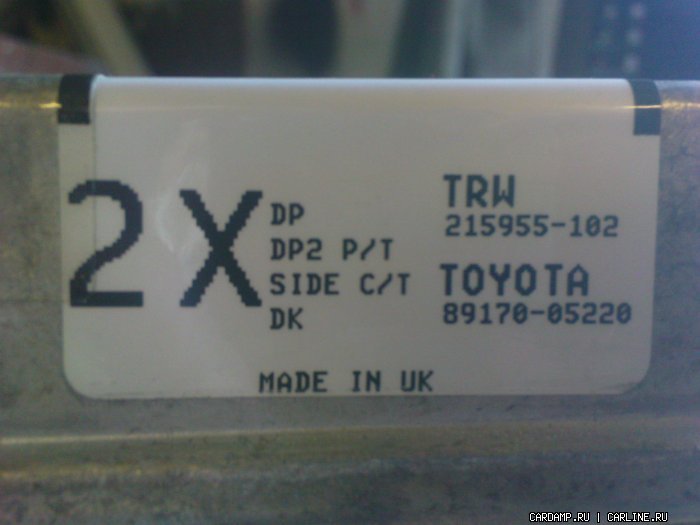 2X
DP
DP2 P/T
SIDE C/T
DK
TRW
215955-102
TOYOTA
89170-05220
MADE IN UK
CARDAMP.RU | CARLINE.RU